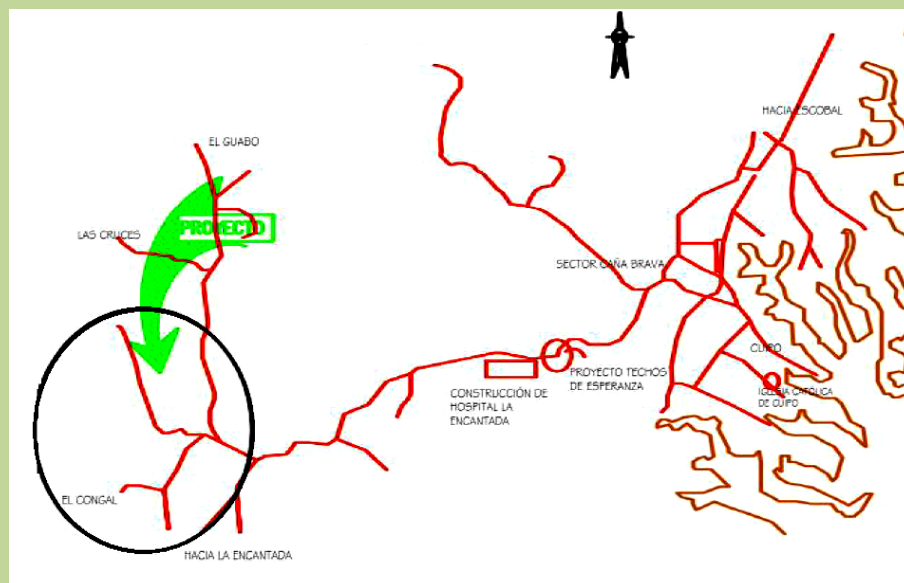 HACIA ESCOBAL
EL GUABO
PROYECTO
LAS CRUCES
SECTOR CAÑA BRAVA
CUIPO
PROYECTO TECHOS
DE ESPERANZA
CONSTRUCCIÓN DE
HOSPITAL LA
ENCANTADA
IGLESIA CATOLICA
DE CUIPO
EL CONGAL
HACIA LA ENCANTADA